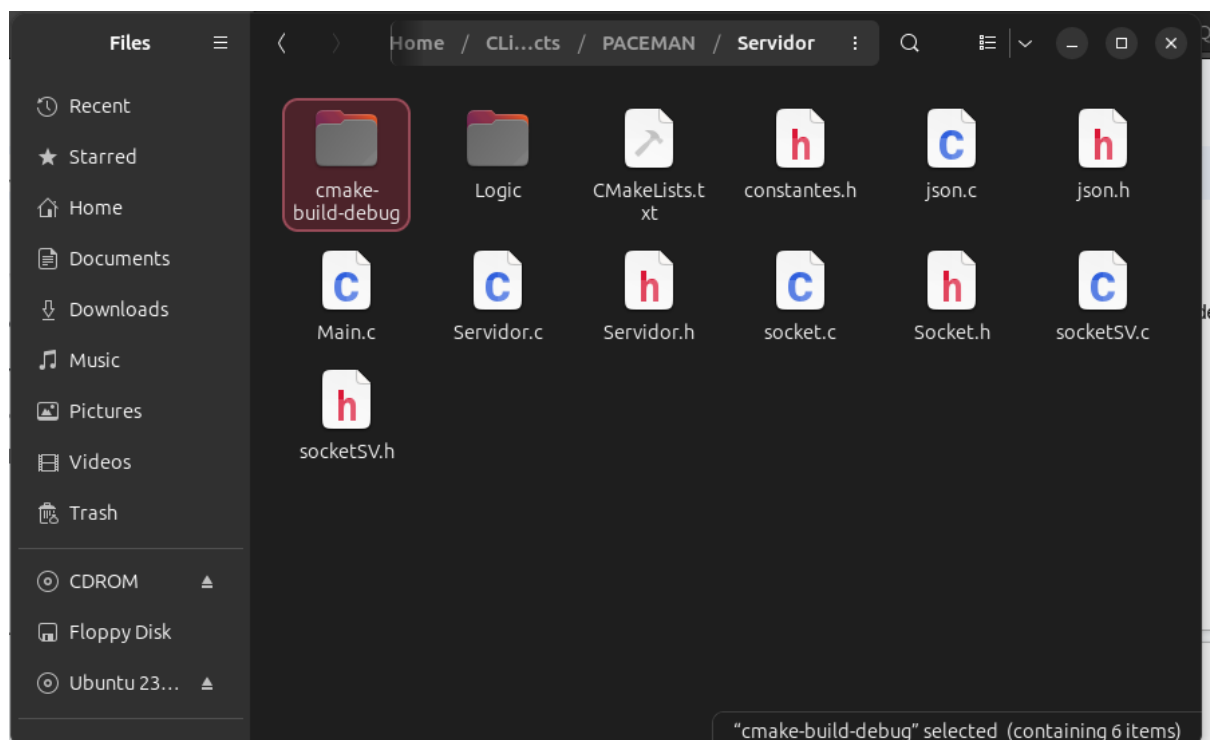 Files
Home / CLi...cts / PACEMAN / Servidor
Recent
Starred
Home
Documents
Downloads
Music
Pictures
Videos
Trash
CDROM
Floppy Disk
Ubuntu 23...
cmake-
build-debug
Logic
CMakeLists.t
xt
constantes.h
json.c
json.h
Main.c
Servidor.c
Servidor.h
socket.c
Socket.h
socketSV.c
socketSV.h
"cmake-build-debug" selected (containing 6 items)